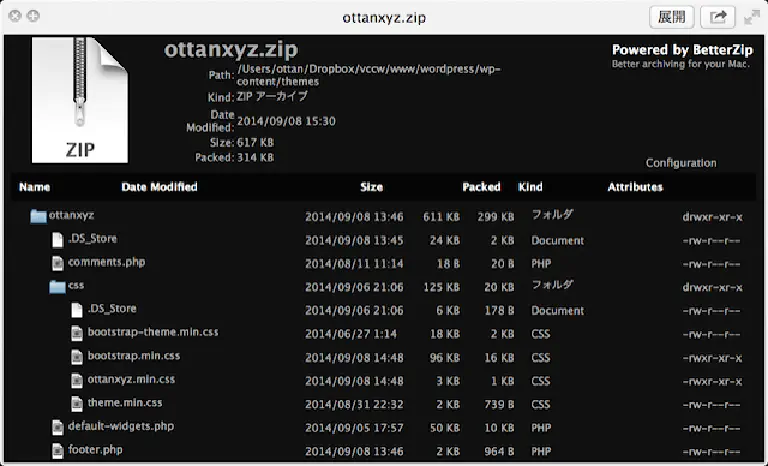 ottanxyz.zip
展開
ZIP
ottanxyz.zip
Path: /Users/ottan/Dropbox/vccw/www/wordpress/wp-content/themes
Kind: ZIP アーカイブ
Date Modified: 2014/09/08 15:30
Size: 617 KB
Packed: 314 KB
Powered by BetterZip
Better archiving for your Mac.
Configuration
Name Date Modified Size Packed Kind Attributes
ottanxyz 2014/09/08 13:46 611 KB 299 KB フォルダ drwxr-xr-x
.DS_Store 2014/09/08 13:45 24 KB 2 KB Document -rw-r--r--
comments.php 2014/08/11 11:14 18 B 20 B PHP -rw-r--r--
css 2014/09/06 21:06 125 KB 20 KB フォルダ drwxr-xr-x
.DS_Store 2014/09/06 21:06 6 KB 178 B Document -rw-r--r--
bootstrap-theme.min.css 2014/06/27 1:14 18 KB 2 KB CSS -rw-r--r--
bootstrap.min.css 2014/09/08 14:48 96 KB 16 KB CSS -rwxr-xr-x
ottanxyz.min.css 2014/09/08 14:48 3 KB 1 KB CSS -rwxr-xr-x
theme.min.css 2014/08/31 22:32 2 KB 739 B CSS -rw-r--r--
default-widgets.php 2014/09/05 17:57 50 KB 10 KB PHP -rw-r--r--
footer.php 2014/09/08 13:46 2 KB 964 B PHP -rw-r--r--